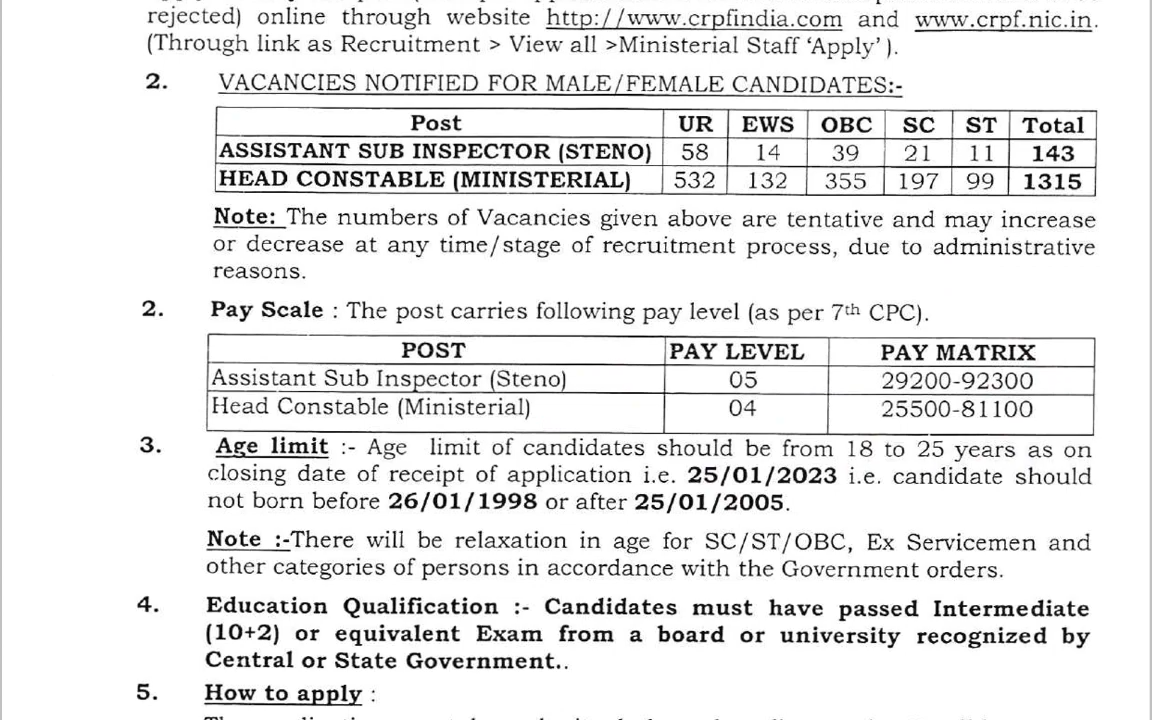 rejected) online through website http://www.crpfindia.com and www.crpf.nic.in.
(Through link as Recruitment > View all >Ministerial Staff ‘Apply’ ).
2. VACANCIES NOTIFIED FOR MALE/FEMALE CANDIDATES:-
Post UR EWS OBC SC ST Total
ASSISTANT SUB INSPECTOR (STENO) 58 14 39 21 11 143
HEAD CONSTABLE (MINISTERIAL) 532 132 355 197 99 1315
Note: The numbers of Vacancies given above are tentative and may increase
or decrease at any time/stage of recruitment process, due to administrative
reasons.
2. Pay Scale : The post carries following pay level (as per 7th CPC).
POST PAY LEVEL PAY MATRIX
Assistant Sub Inspector (Steno) 05 29200-92300
Head Constable (Ministerial) 04 25500-81100
3. Age limit :- Age limit of candidates should be from 18 to 25 years as on
closing date of receipt of application i.e. 25/01/2023 i.e. candidate should
not born before 26/01/1998 or after 25/01/2005.
Note :-There will be relaxation in age for SC/ST/OBC, Ex Servicemen and
other categories of persons in accordance with the Government orders.
4. Education Qualification :- Candidates must have passed Intermediate
(10+2) or equivalent Exam from a board or university recognized by
Central or State Government..
5. How to apply :